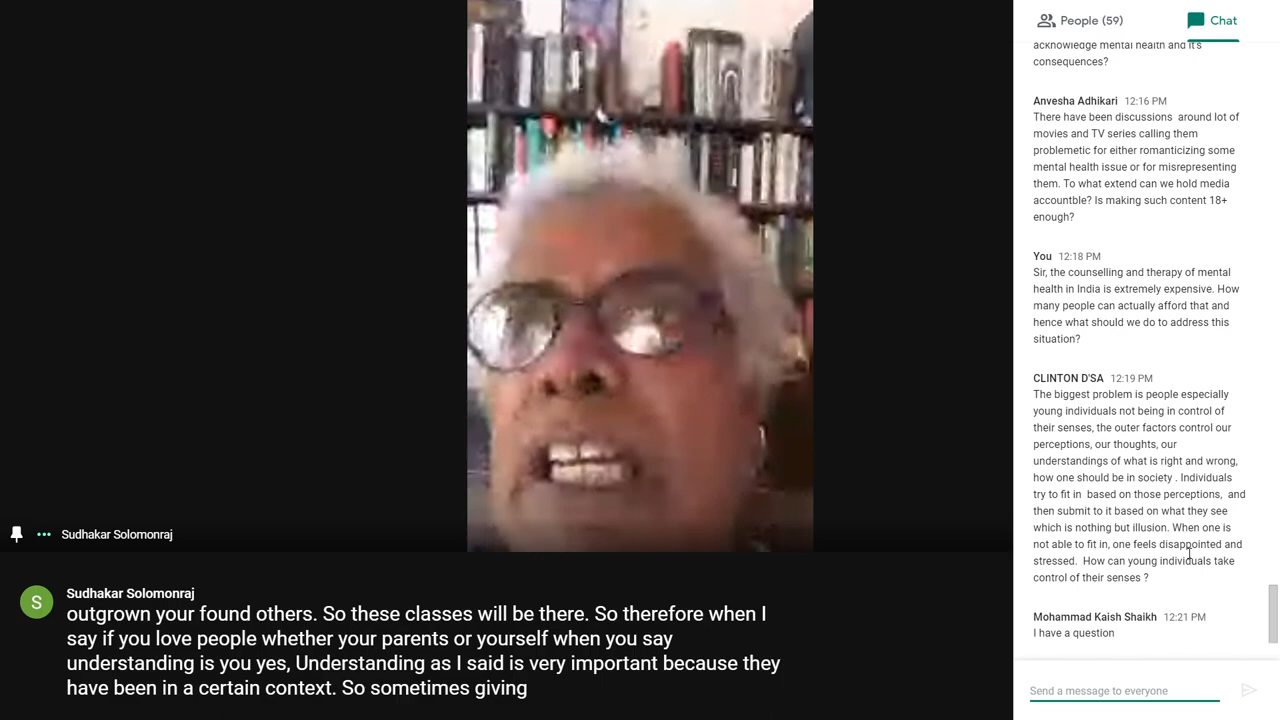 People (59)
Chat
acknowledge mental health and it's
consequences?
Anvesha Adhikari 12:16 PM
There have been discussions around lot of
movies and TV series calling them
problemetic for either romanticizing some
mental health issue or for misrepresenting
them. To what extend can we hold media
accountble? Is making such content 18+
enough?
You 12:18 PM
Sir, the counselling and therapy of mental
health in India is extremely expensive. How
many people can actually afford that and
hence what should we do to address this
situation?
CLINTON D'SA 12:19 PM
The biggest problem is people especially
young individuals not being in control of
their senses, the outer factors control our
perceptions, our thoughts, our
understandings of what is right and wrong,
how one should be in society . Individuals
try to fit in based on those perceptions, and
then submit to it based on what they see
which is nothing but illusion. When one is
not able to fit in, one feels disappointed and
stressed. How can young individuals take
control of their senses ?
Mohammad Kaish Shaikh 12:21 PM
I have a question
Send a message to everyone
Sudhakar Solomonraj
S
Sudhakar Solomonraj
outgrown your found others. So these classes will be there. So therefore when I
say if you love people whether your parents or yourself when you say
understanding is you yes, Understanding as I said is very important because they
have been in a certain context. So sometimes giving